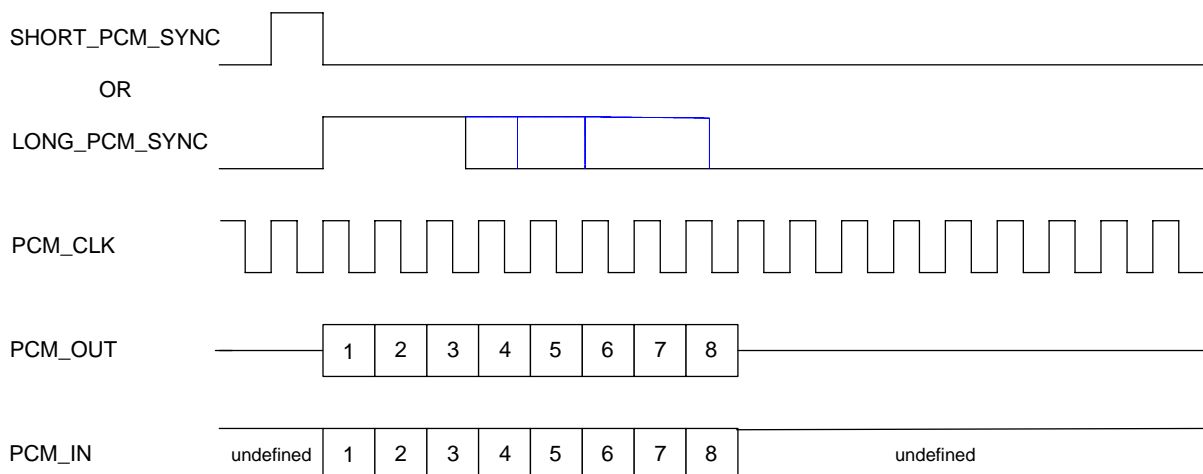 SHORT_PCM_SYNC
OR
LONG_PCM_SYNC
PCM_CLK
PCM_OUT 1 2 3 4 5 6 7 8
PCM_IN undefined 1 2 3 4 5 6 7 8 undefined